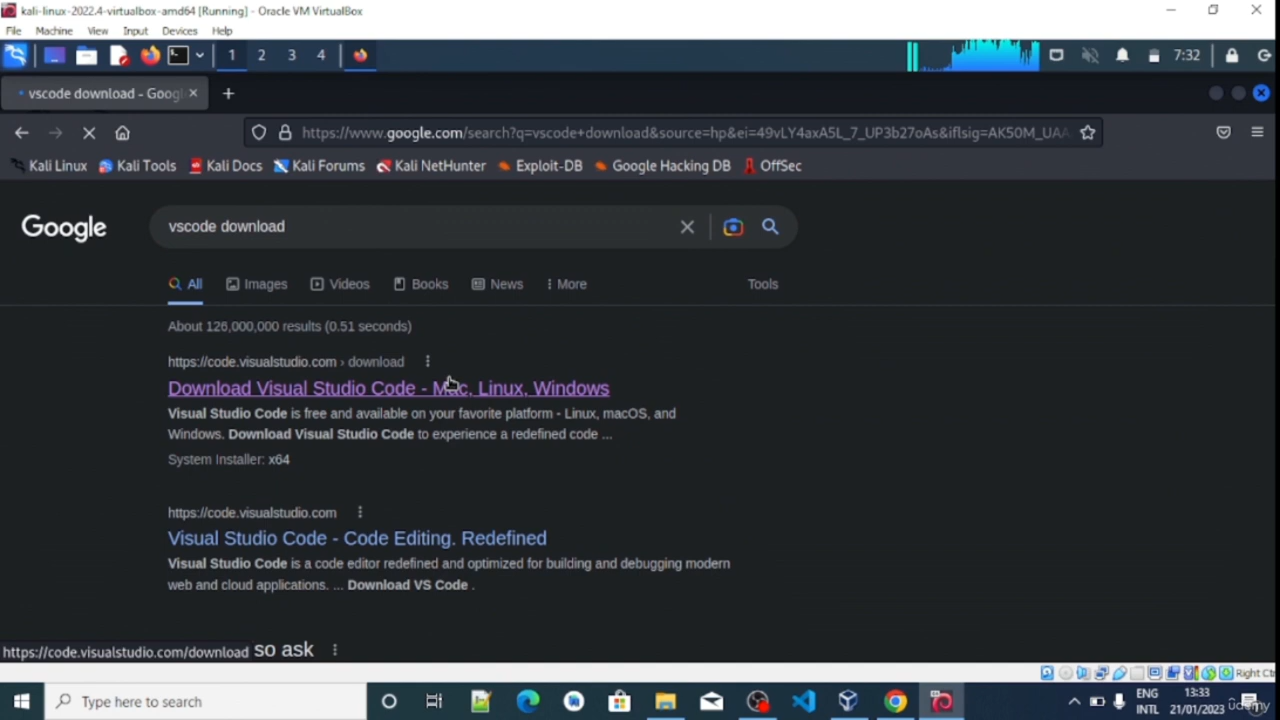 kali-linux-2022.4-virtualbox-amd64 [Running] - Oracle VM VirtualBox
File Machine View Input Devices Help
1 2 3 4 7:32
vscode download - Goog
https://www.google.com/search?q=vscode+download&source=hp&ei=49vLY4axA5L_7_UP3b27oAs&iflsig=AK50M_UAA
Kali Linux Kali Tools Kali Docs Kali Forums Kali NetHunter Exploit-DB Google Hacking DB OffSec
Google vscode download
All Images Videos Books News More Tools
About 126,000,000 results (0.51 seconds)
https://code.visualstudio.com › download
Download Visual Studio Code - Mac, Linux, Windows
Visual Studio Code is free and available on your favorite platform - Linux, macOS, and
Windows. Download Visual Studio Code to experience a redefined code ...
System Installer: x64
https://code.visualstudio.com
Visual Studio Code - Code Editing. Redefined
Visual Studio Code is a code editor redefined and optimized for building and debugging modern
web and cloud applications. ... Download VS Code .
https://code.visualstudio.com/download so ask
Right Ct
Type here to search
ENG 13:33
INTL 21/01/2023
udemy